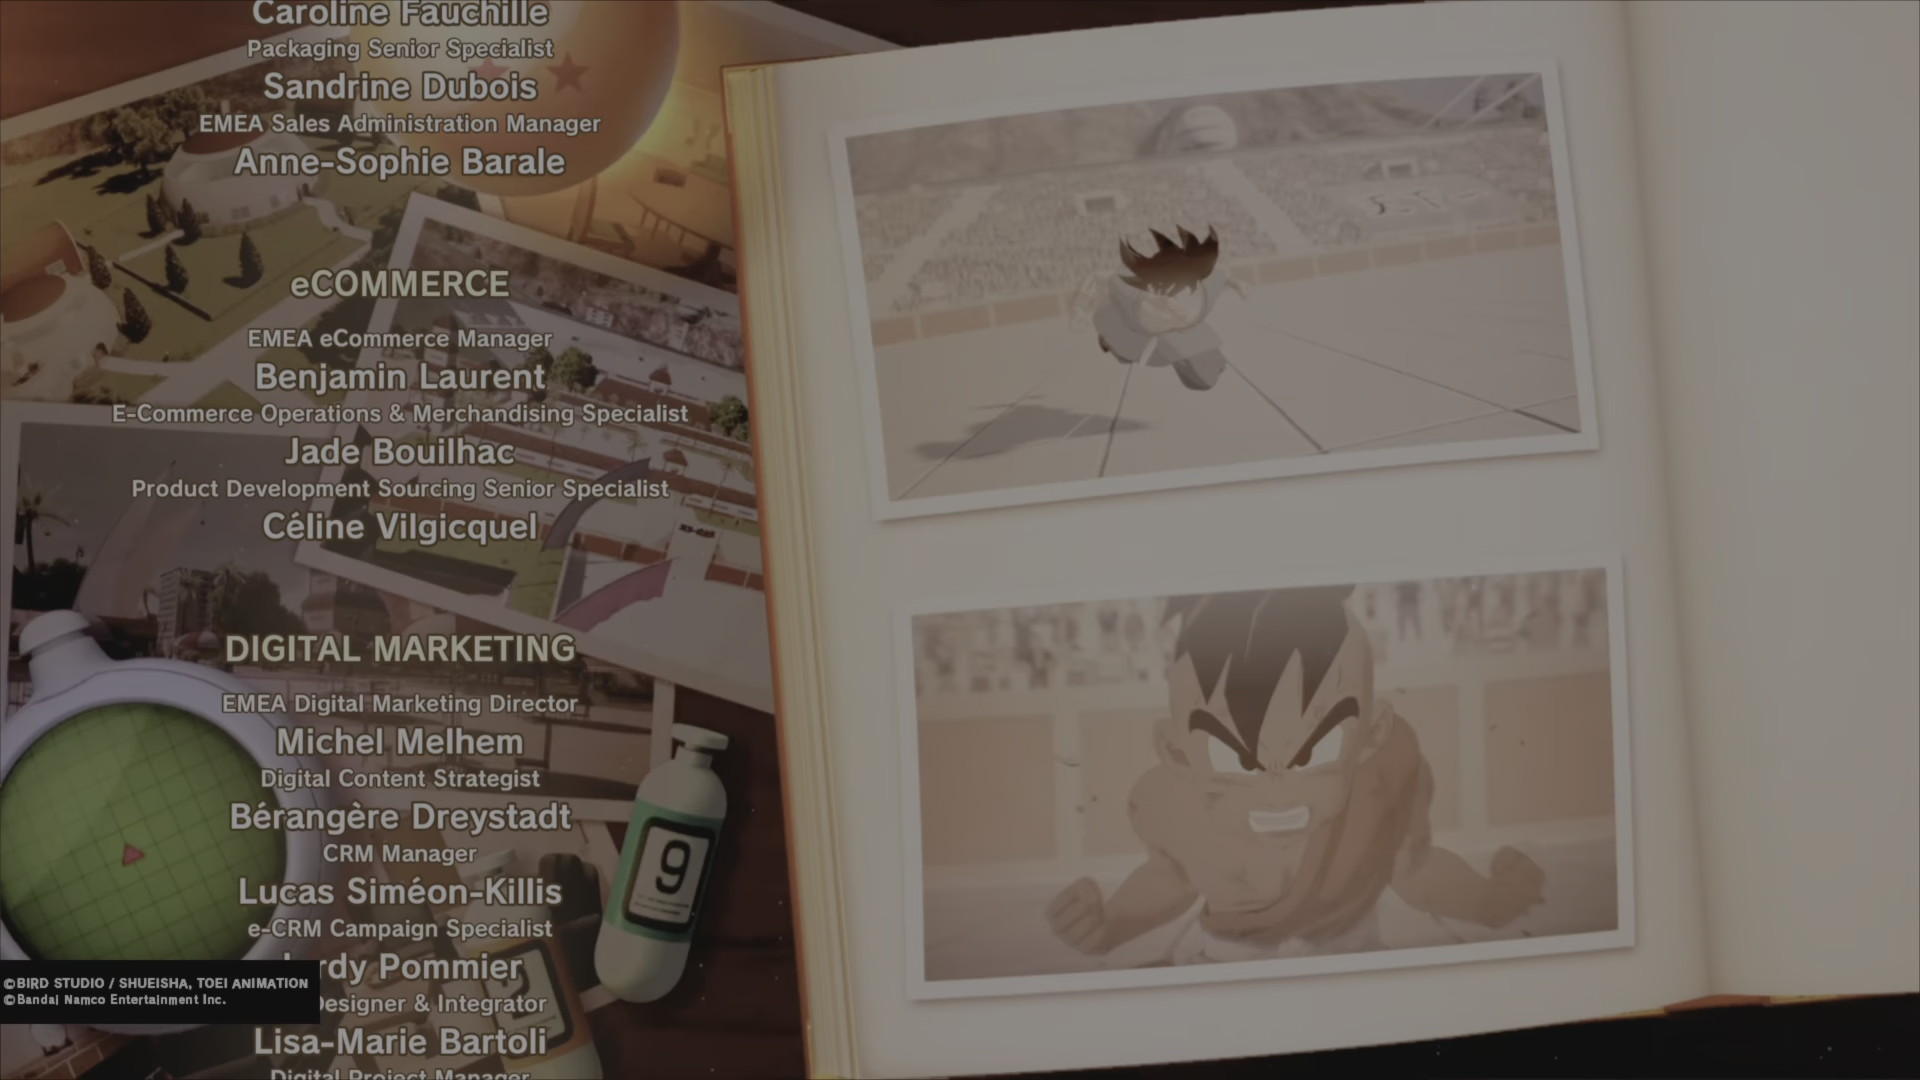 Caroline Fauchille
Packaging Senior Specialist
Sandrine Dubois
EMEA Sales Administration Manager
Anne-Sophie Barale
eCOMMERCE
EMEA eCommerce Manager
Benjamin Laurent
E-Commerce Operations & Merchandising Specialist
Jade Bouilhac
Product Development Sourcing Senior Specialist
Céline Vilgicquel
DIGITAL MARKETING
EMEA Digital Marketing Director
Michel Melhem
Digital Content Strategist
Bérangère Dreystadt
CRM Manager
Lucas Siméon-Killis
e-CRM Campaign Specialist
Pommier
Designer & Integrator
Lisa-Marie Bartoli
Digital Project Manager
9
©BIRD STUDIO / SHUEISHA, TOEI ANIMATION
©Bandai Namco Entertainment Inc.